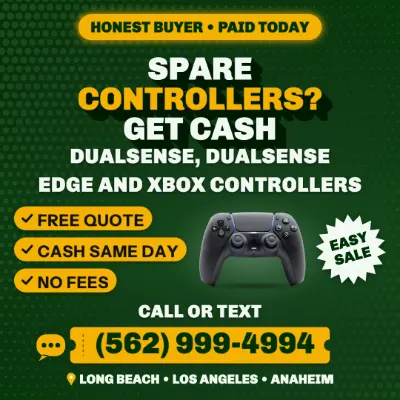 HONEST BUYER • PAID TODAY
SPARE
CONTROLLERS?
GET CASH
DUALSENSE, DUALSENSE
EDGE AND XBOX CONTROLLERS
FREE QUOTE
CASH SAME DAY
NO FEES
EASY
SALE
CALL OR TEXT
(562) 999-4994
LONG BEACH • LOS ANGELES • ANAHEIM